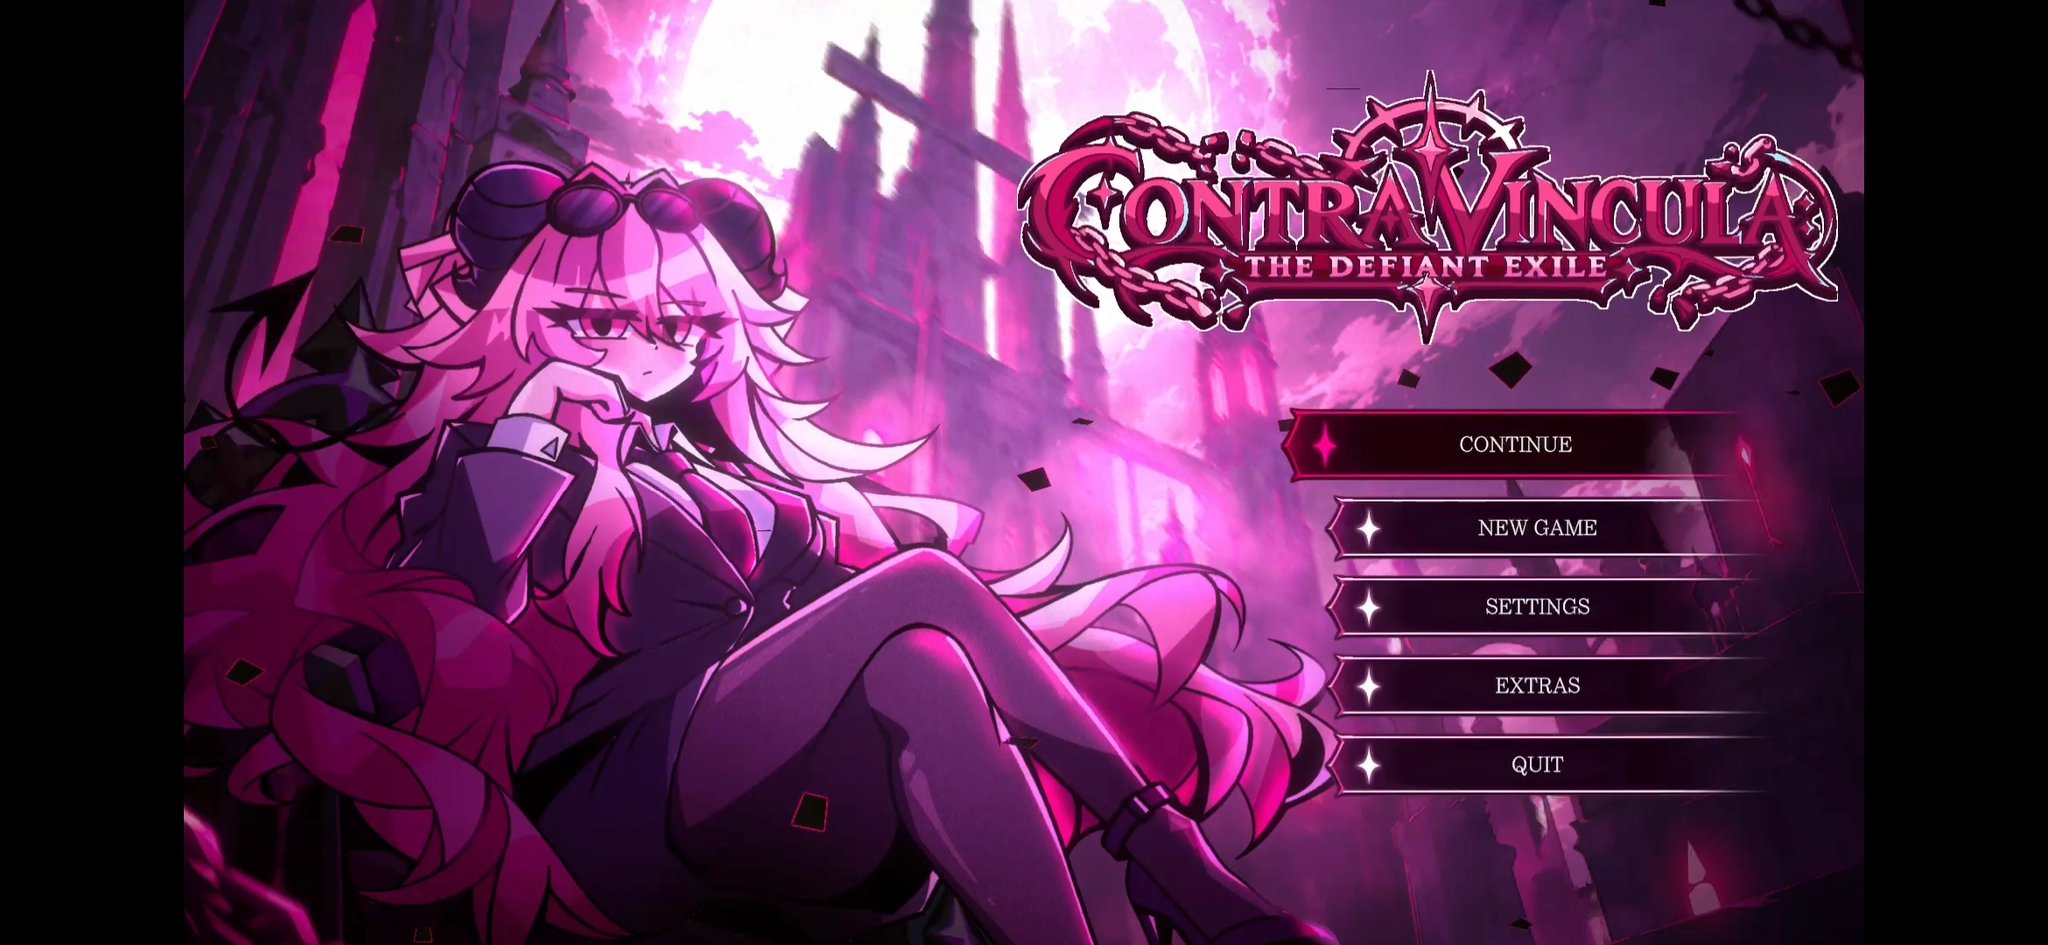 CONTRA VINCULA
THE DEFIANT EXILE
CONTINUE
NEW GAME
SETTINGS
EXTRAS
QUIT